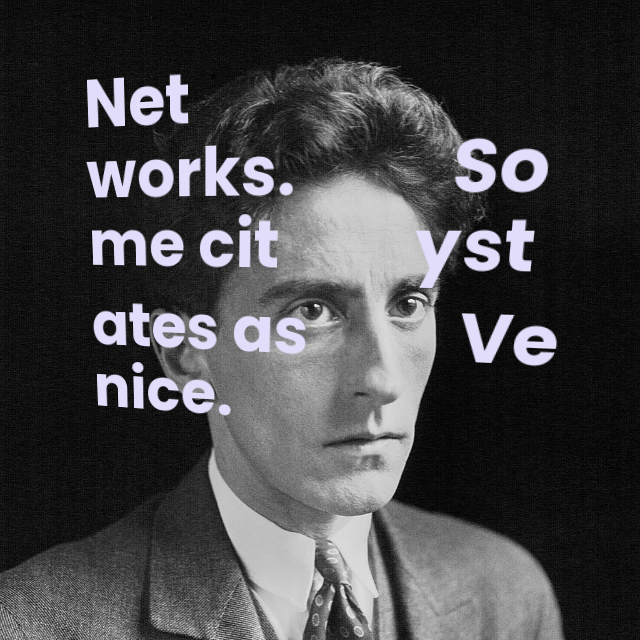 Net
works.
me cit
ates as
nice.
So
yst
Ve